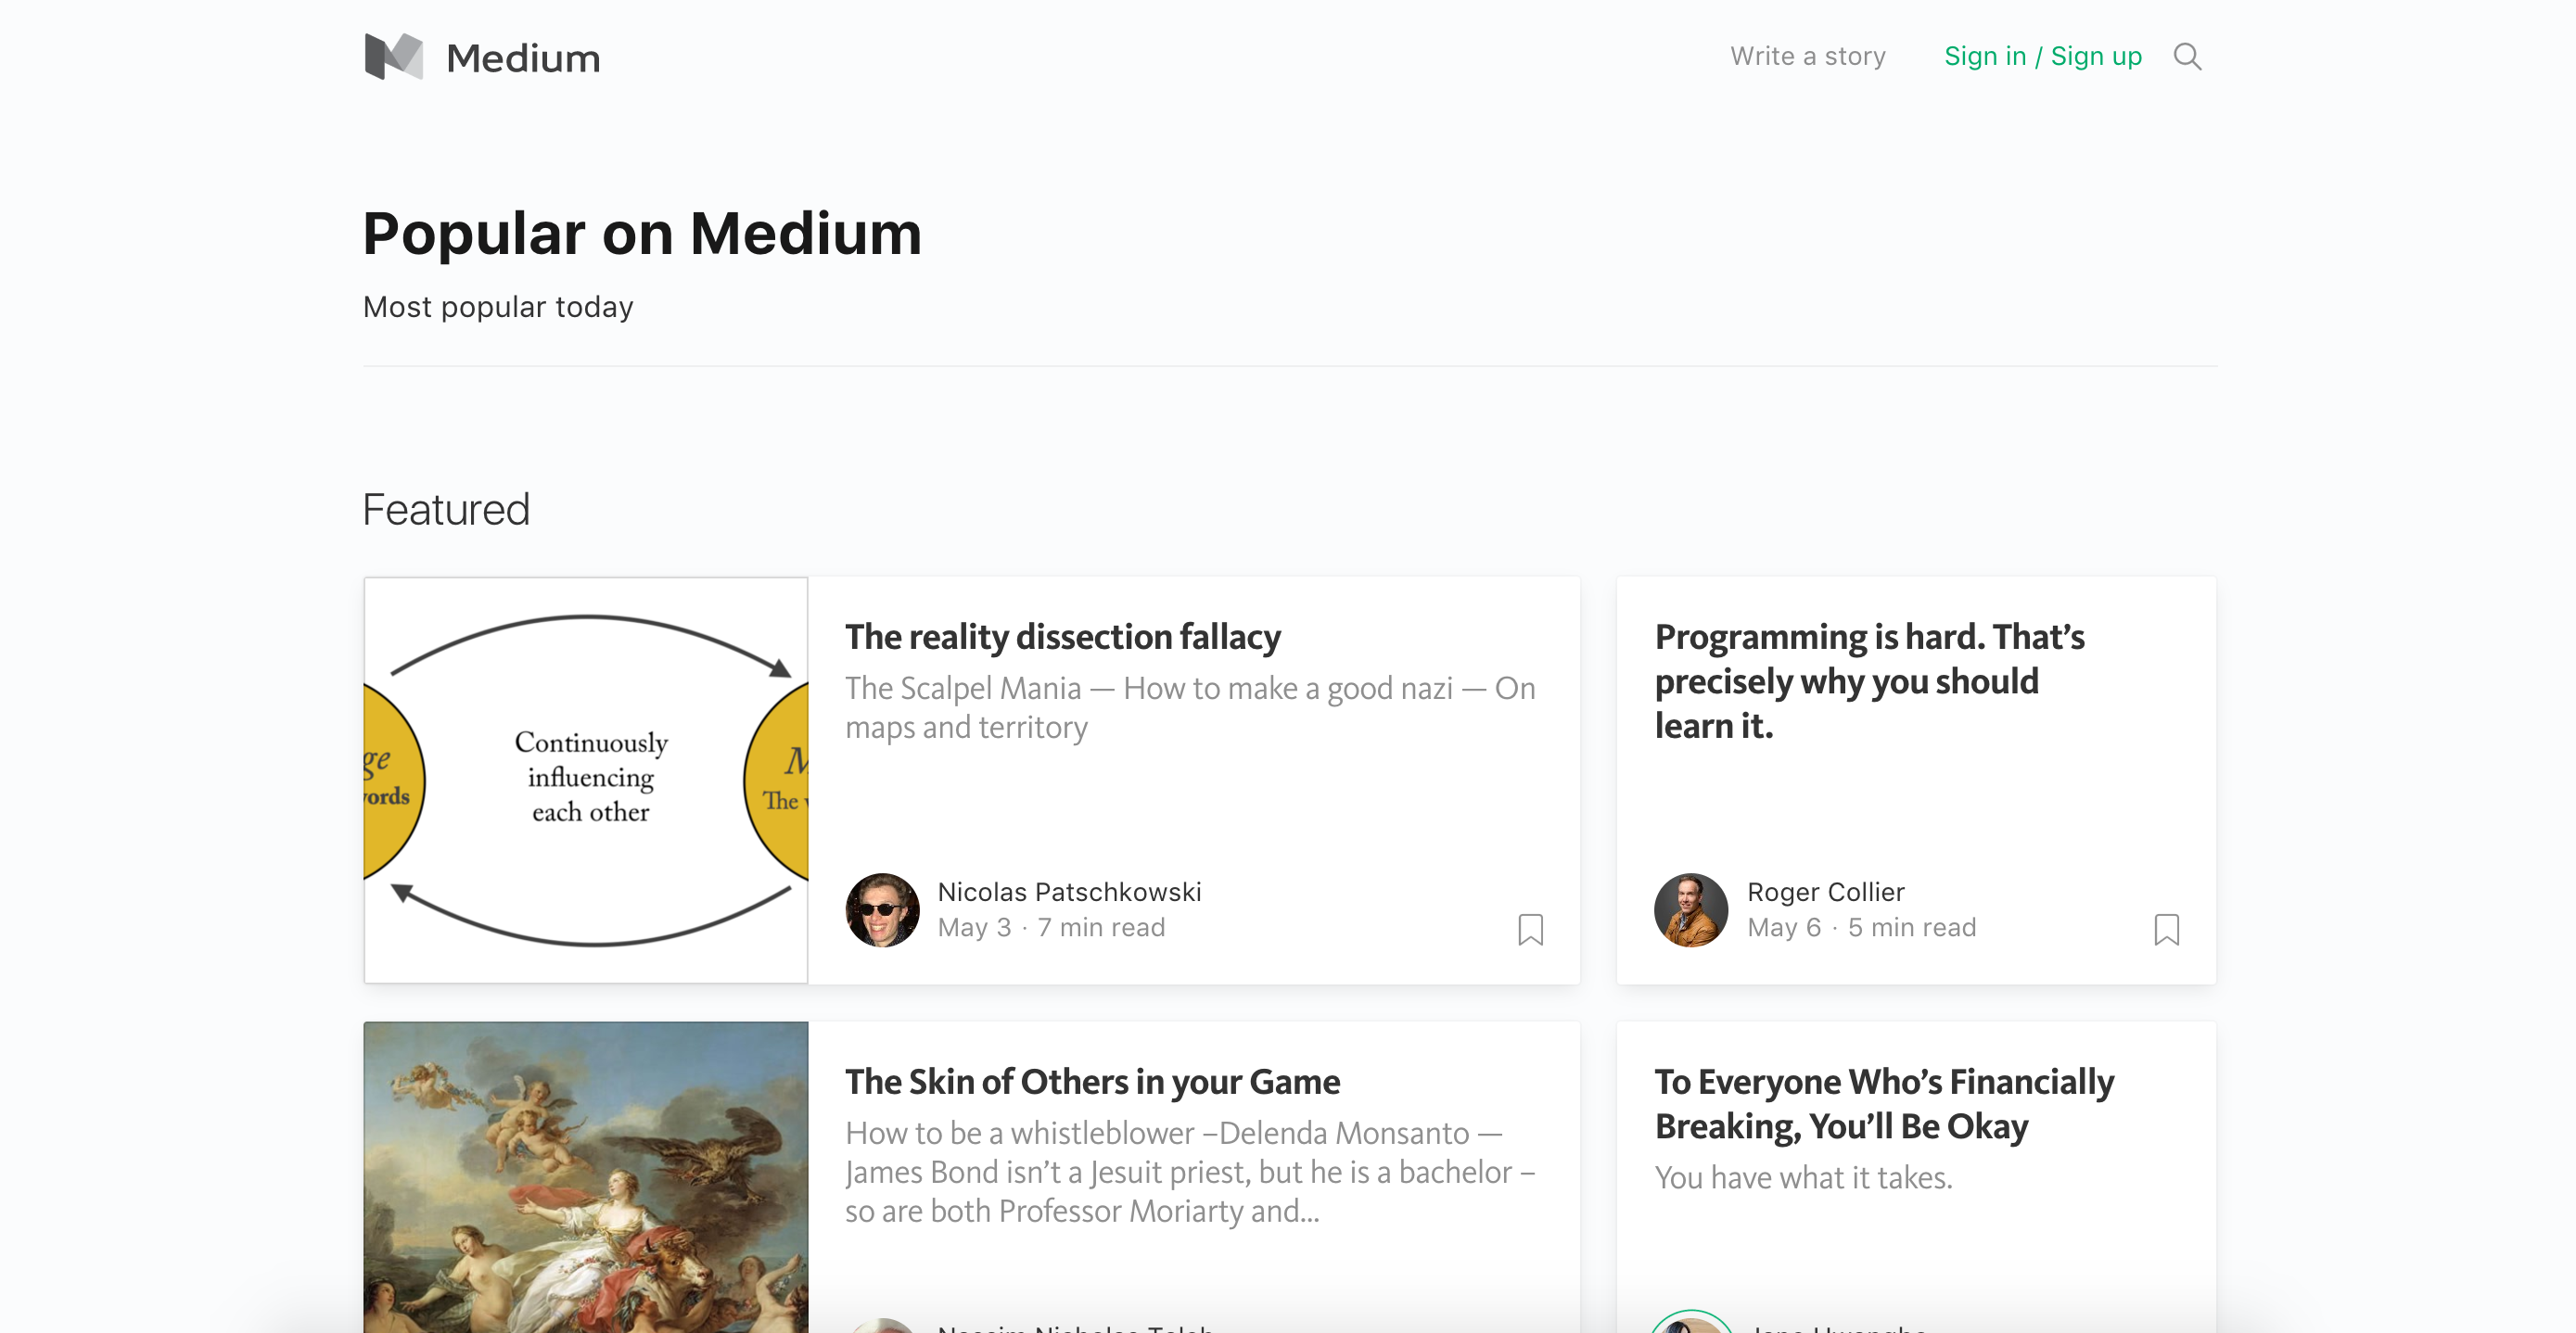 Medium
Write a story
Sign in / Sign up
Popular on Medium
Most popular today
Featured
ge
words
Continuously
influencing
each other
M
The
The reality dissection fallacy
The Scalpel Mania — How to make a good nazi — On
maps and territory
Nicolas Patschkowski
May 3 · 7 min read
Programming is hard. That’s
precisely why you should
learn it.
Roger Collier
May 6 · 5 min read
The Skin of Others in your Game
How to be a whistleblower –Delenda Monsanto —
James Bond isn’t a Jesuit priest, but he is a bachelor –
so are both Professor Moriarty and...
Nassim Nicholas Taleb
To Everyone Who’s Financially
Breaking, You’ll Be Okay
You have what it takes.